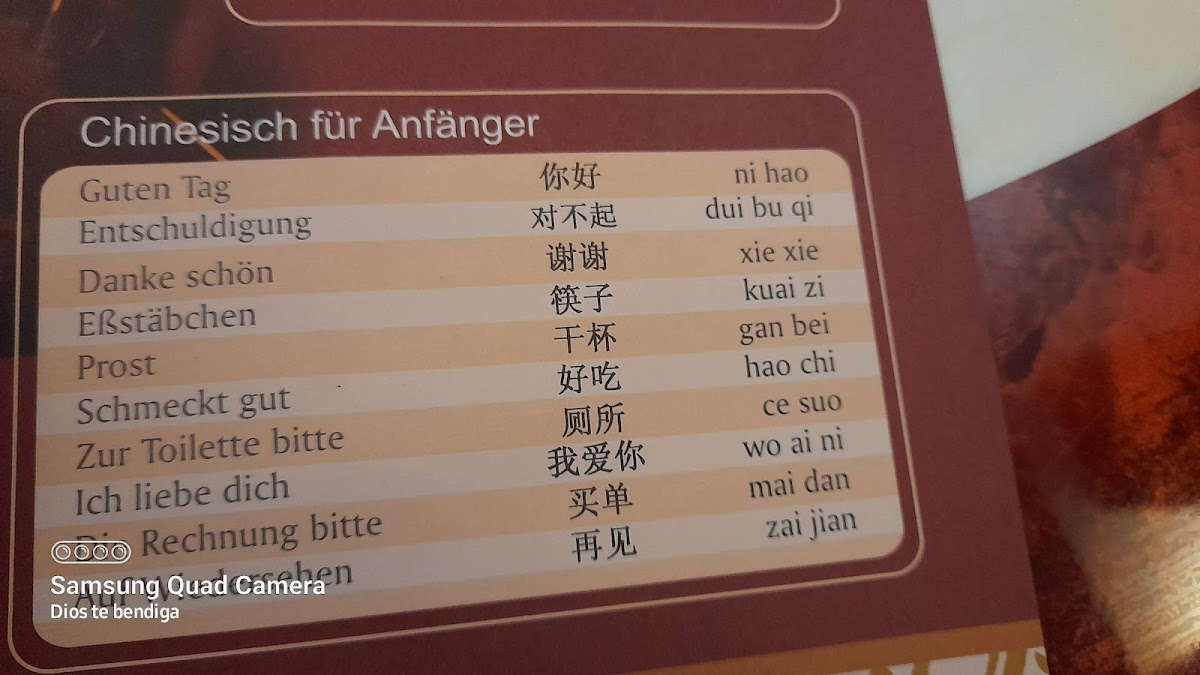 Chinesisch für Anfänger
Guten Tag 你好 ni hao
Entschuldigung 对不起 dui bu qi
Danke schön 谢谢 xie xie
Eßstäbchen 筷子 kuai zi
Prost 干杯 gan bei
Schmeckt gut 好吃 hao chi
Zur Toilette bitte 厕所 ce suo
Ich liebe dich 我爱你 wo ai ni
Die Rechnung bitte 买单 mai dan
Auf Wiedersehen 再见 zai jian
Samsung Quad Camera
Dios te bendiga